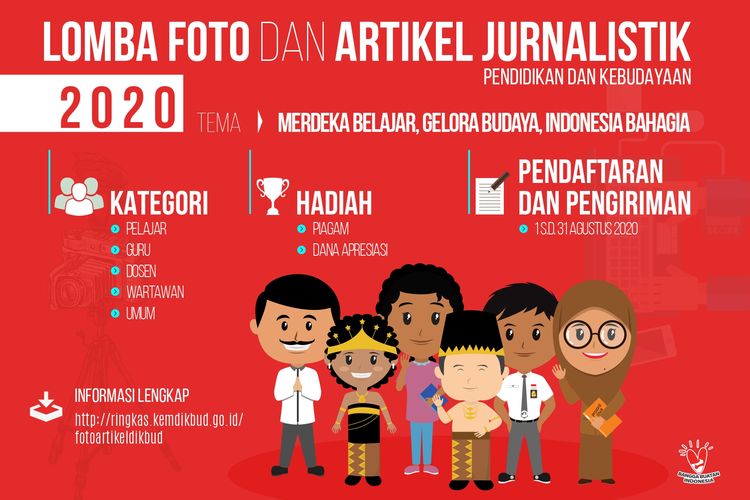 LOMBA FOTO DAN ARTIKEL JURNALISTIK
PENDIDIKAN DAN KEBUDAYAAN
2020
TEMA
MERDEKA BELAJAR, GELORA BUDAYA, INDONESIA BAHAGIA
KATEGORI
PELAJAR
GURU
DOSEN
WARTAWAN
UMUM
HADIAH
PIAGAM
DANA APRESIASI
PENDAFTARAN
DAN PENGIRIMAN
1 S.D. 31 AGUSTUS 2020
INFORMASI LENGKAP
http://ringkas.kemdikbud.go.id/
fotoartikeldikbud
BANGGA BUATAN
INDONESIA